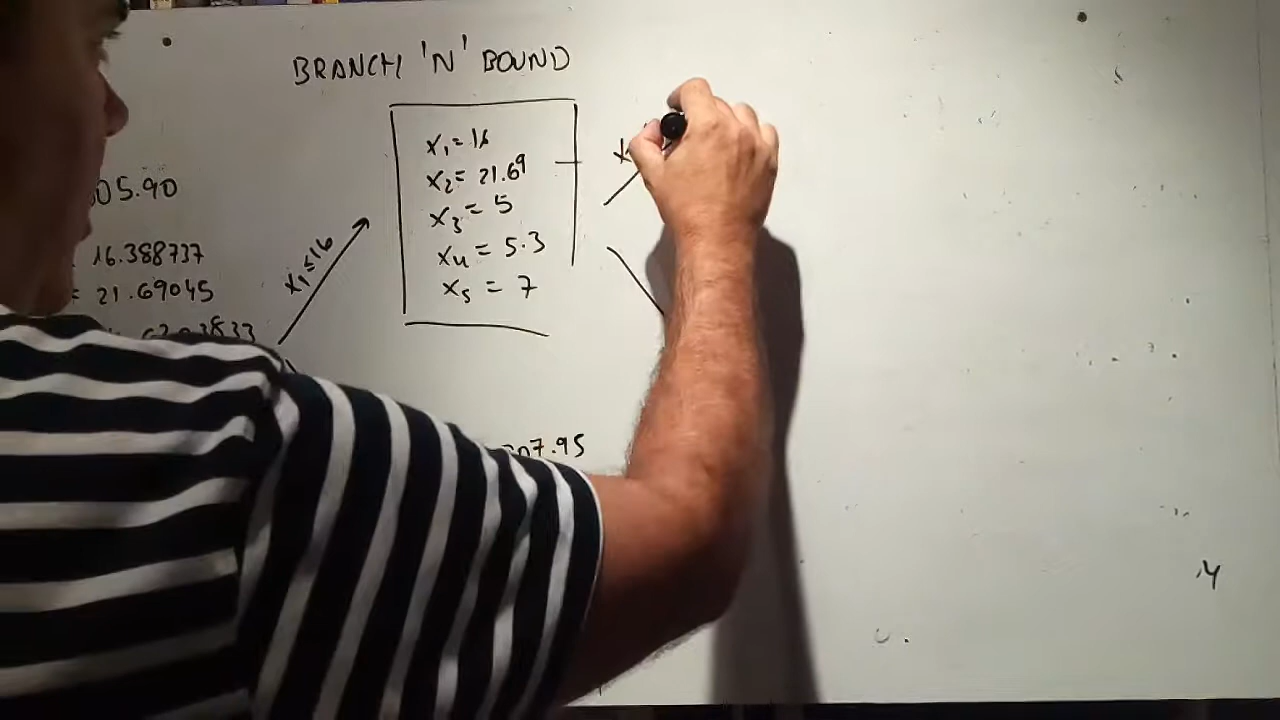 BRANCH 'N' BOUND
05.90
16.388737
= 21.69045
x₁≤16
x₁= 16
x₂= 21.69
x₃= 5
x₄= 5.3
x₅= 7
07.95